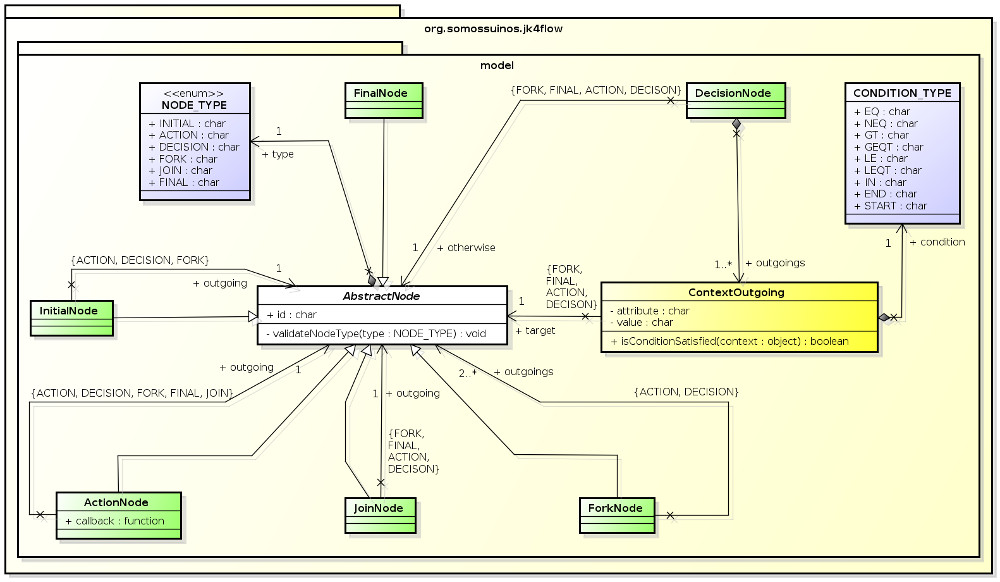 org.somossuinos.jk4flow
model
<<enum>>
NODE_TYPE
+ INITIAL : char
+ ACTION : char
+ DECISION : char
+ FORK : char
+ JOIN : char
+ FINAL : char
FinalNode
{FORK, FINAL, ACTION, DECISON}
DecisionNode
CONDITION_TYPE
+ EQ : char
+ NEQ : char
+ GT : char
+ GEQT : char
+ LE : char
+ LEQT : char
+ IN : char
+ END : char
+ START : char
1
+ type
1
+ otherwise
1
+ condition
1..*
+ outgoings
{ACTION, DECISION, FORK}
1
+ outgoing
InitialNode
AbstractNode
+ id : char
- validateNodeType(type : NODE_TYPE) : void
{FORK,
FINAL,
ACTION,
DECISON}
1
+ target
ContextOutgoing
- attribute : char
- value : char
+ isConditionSatisfied(context : object) : boolean
+ outgoing
1
{ACTION, DECISION, FORK, FINAL, JOIN}
1
+ outgoing
{FORK,
FINAL,
ACTION,
DECISON}
2..*
+ outgoings
{ACTION, DECISION}
ActionNode
+ callback : function
JoinNode
ForkNode